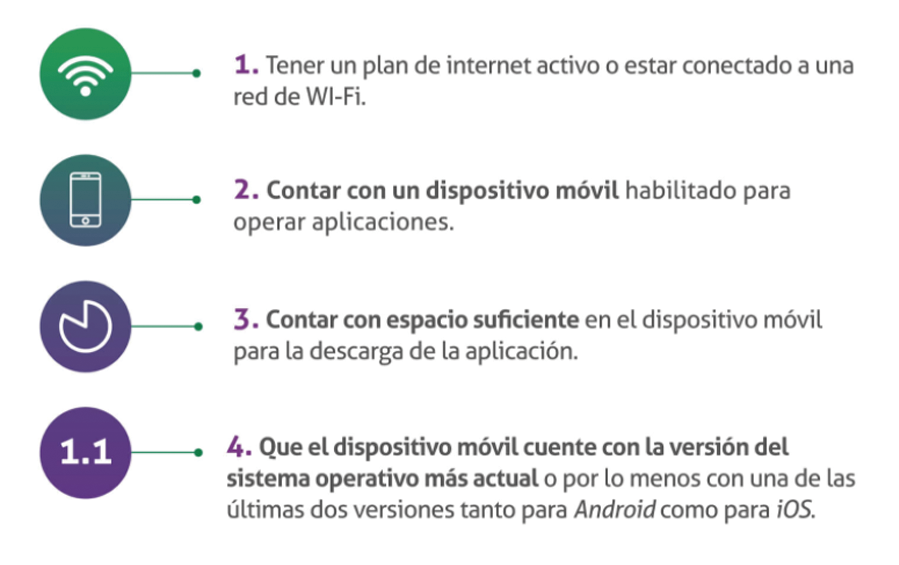 1. Tener un plan de internet activo o estar conectado a una
red de WI-Fi.
2. Contar con un dispositivo móvil habilitado para
operar aplicaciones.
3. Contar con espacio suficiente en el dispositivo móvil
para la descarga de la aplicación.
1.1
4. Que el dispositivo móvil cuente con la versión del
sistema operativo más actual o por lo menos con una de las
últimas dos versiones tanto para Android como para iOS.